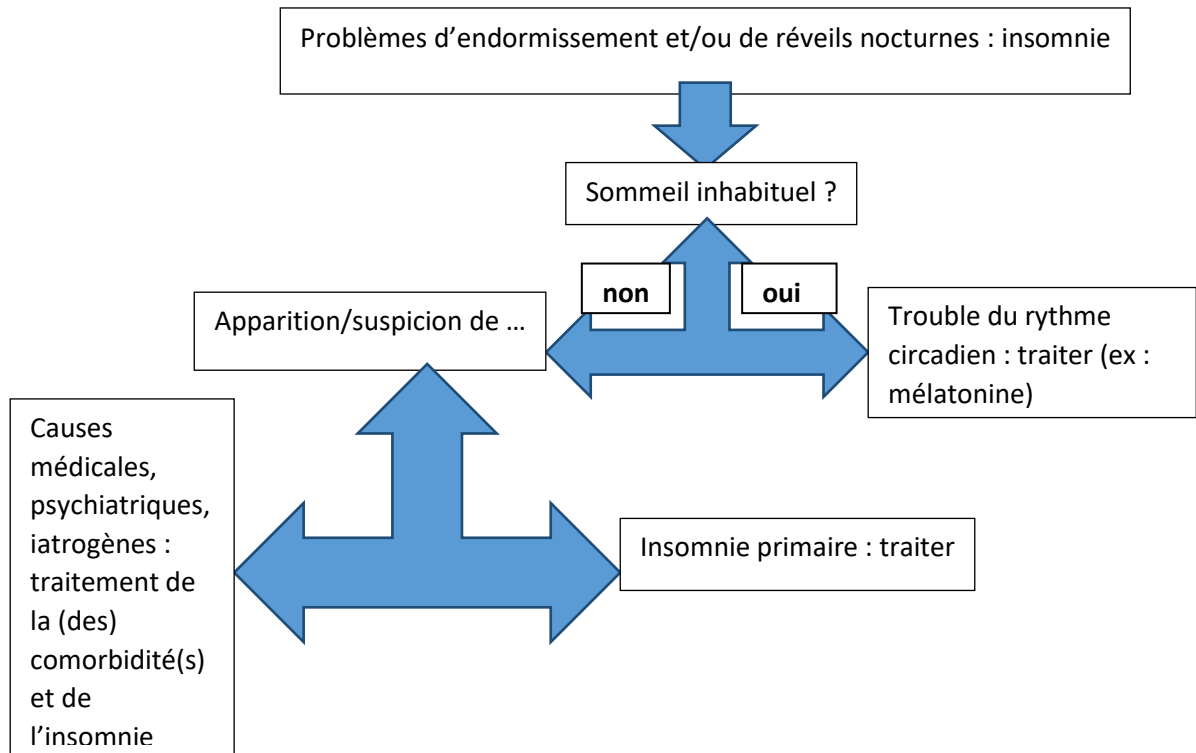 Problèmes d’endormissement et/ou de réveils nocturnes : insomnie
Sommeil inhabituel ?
non
oui
Apparition/suspicion de …
Trouble du rythme
circadien : traiter (ex :
mélatonine)
Causes
médicales,
psychiatriques,
iatrogènes :
traitement de
la (des)
comorbidité(s)
et de
l’insomnie
Insomnie primaire : traiter